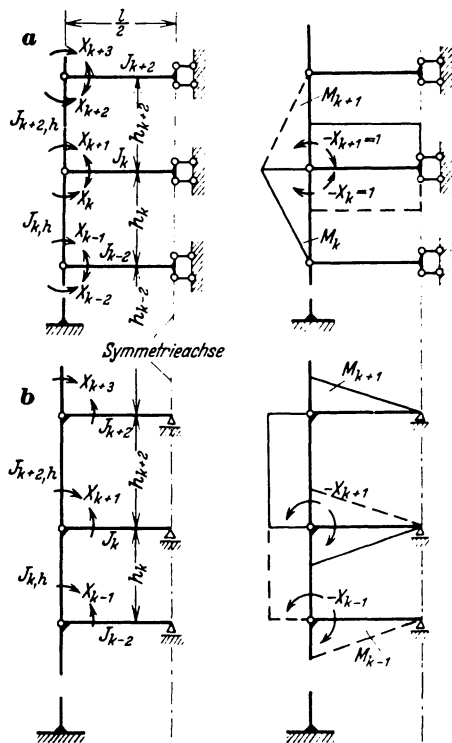 a
l/2
X_{k+3}
J_{k+2}
X_{k+2}
J_{k+2,h}
h_{k+2}
X_{k+1}
J_k
X_k
J_{k,h}
h_k
X_{k-1}
J_{k-2}
X_{k-2}
h_{k-2}
M_{k+1}
-X_{k+1}=1
-X_k=1
M_k
Symmetrieachse
b
X_{k+3}
J_{k+2}
J_{k+2,h}
h_{k+2}
X_{k+1}
J_k
J_{k,h}
h_k
X_{k-1}
J_{k-2}
M_{k+1}
-X_{k+1}
-X_{k-1}
M_{k-1}